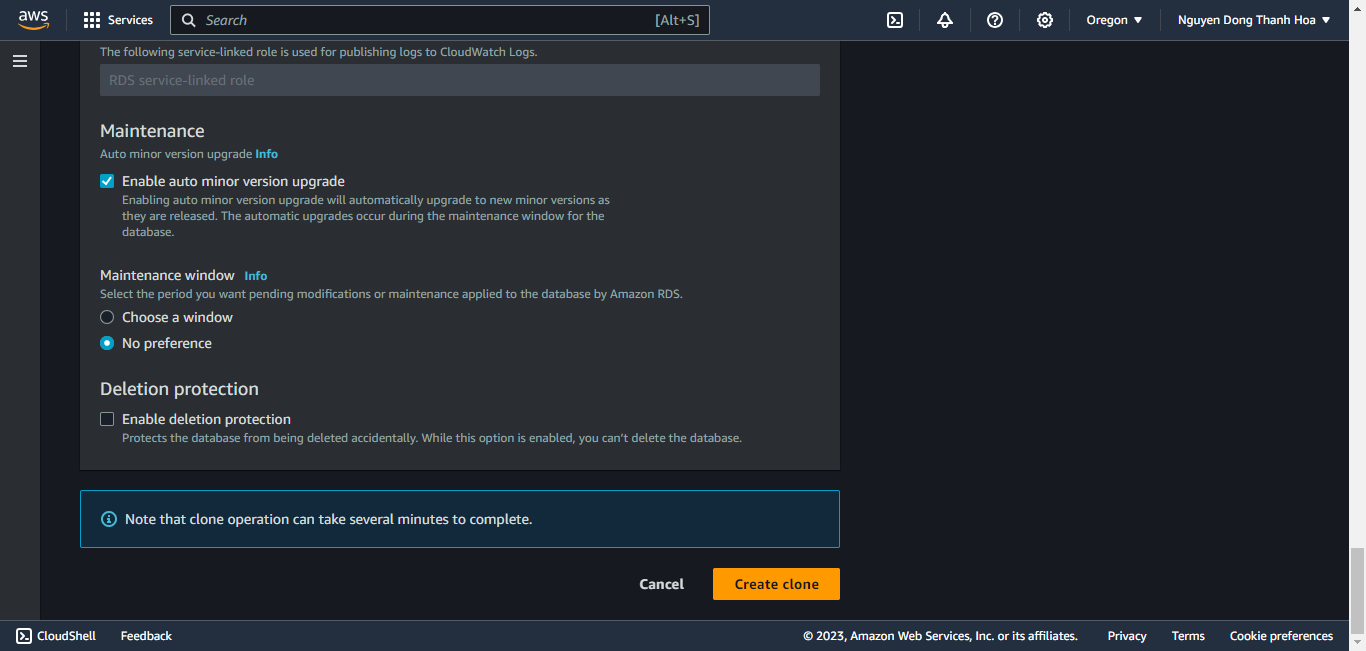 aws
Services
Search
[Alt+S]
Oregon
Nguyen Dong Thanh Hoa
The following service-linked role is used for publishing logs to CloudWatch Logs.
RDS service-linked role
Maintenance
Auto minor version upgrade Info
Enable auto minor version upgrade
Enabling auto minor version upgrade will automatically upgrade to new minor versions as
they are released. The automatic upgrades occur during the maintenance window for the
database.
Maintenance window Info
Select the period you want pending modifications or maintenance applied to the database by Amazon RDS.
Choose a window
No preference
Deletion protection
Enable deletion protection
Protects the database from being deleted accidentally. While this option is enabled, you can't delete the database.
Note that clone operation can take several minutes to complete.
Cancel
Create clone
CloudShell
Feedback
© 2023, Amazon Web Services, Inc. or its affiliates.
Privacy
Terms
Cookie preferences